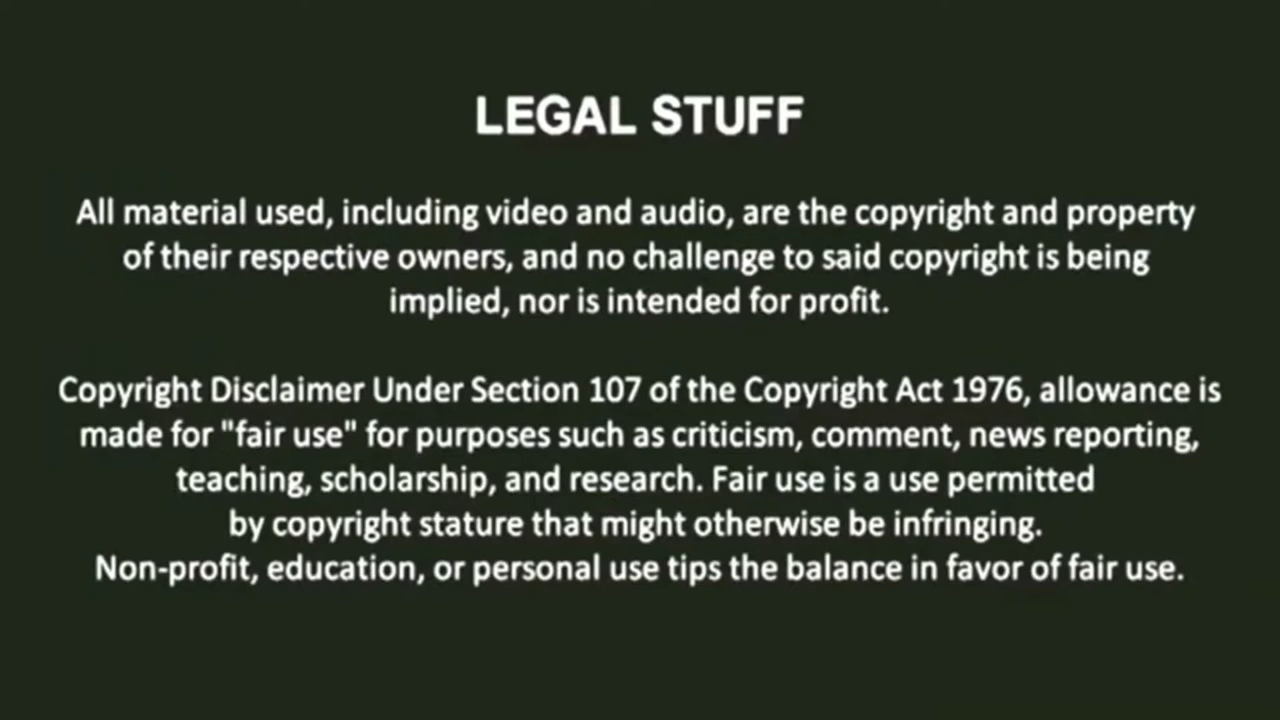 LEGAL STUFF
All material used, including video and audio, are the copyright and property
of their respective owners, and no challenge to said copyright is being
implied, nor is intended for profit.
Copyright Disclaimer Under Section 107 of the Copyright Act 1976, allowance is
made for "fair use" for purposes such as criticism, comment, news reporting,
teaching, scholarship, and research. Fair use is a use permitted
by copyright stature that might otherwise be infringing.
Non-profit, education, or personal use tips the balance in favor of fair use.